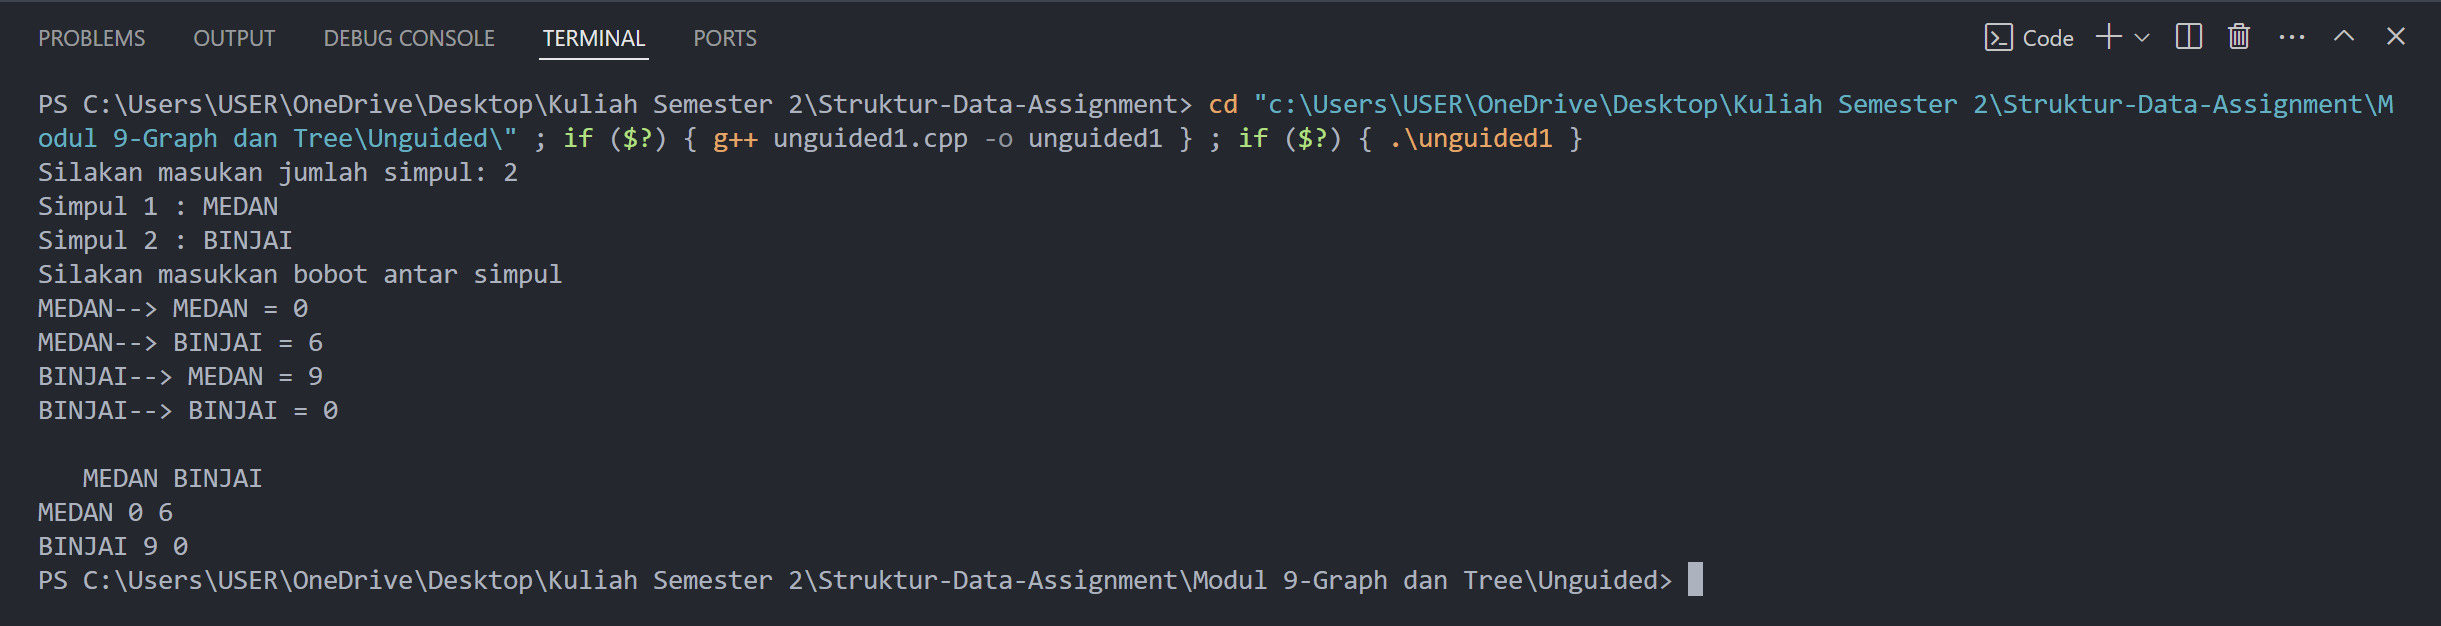 PROBLEMS OUTPUT DEBUG CONSOLE TERMINAL PORTS Code
PS C:\Users\USER\OneDrive\Desktop\Kuliah Semester 2\Struktur-Data-Assignment> cd "c:\Users\USER\OneDrive\Desktop\Kuliah Semester 2\Struktur-Data-Assignment\M
odul 9-Graph dan Tree\Unguided\" ; if ($?) { g++ unguided1.cpp -o unguided1 } ; if ($?) { .\unguided1 }
Silakan masukan jumlah simpul: 2
Simpul 1 : MEDAN
Simpul 2 : BINJAI
Silakan masukkan bobot antar simpul
MEDAN--> MEDAN = 0
MEDAN--> BINJAI = 6
BINJAI--> MEDAN = 9
BINJAI--> BINJAI = 0
   MEDAN BINJAI
MEDAN 0 6
BINJAI 9 0
PS C:\Users\USER\OneDrive\Desktop\Kuliah Semester 2\Struktur-Data-Assignment\Modul 9-Graph dan Tree\Unguided>